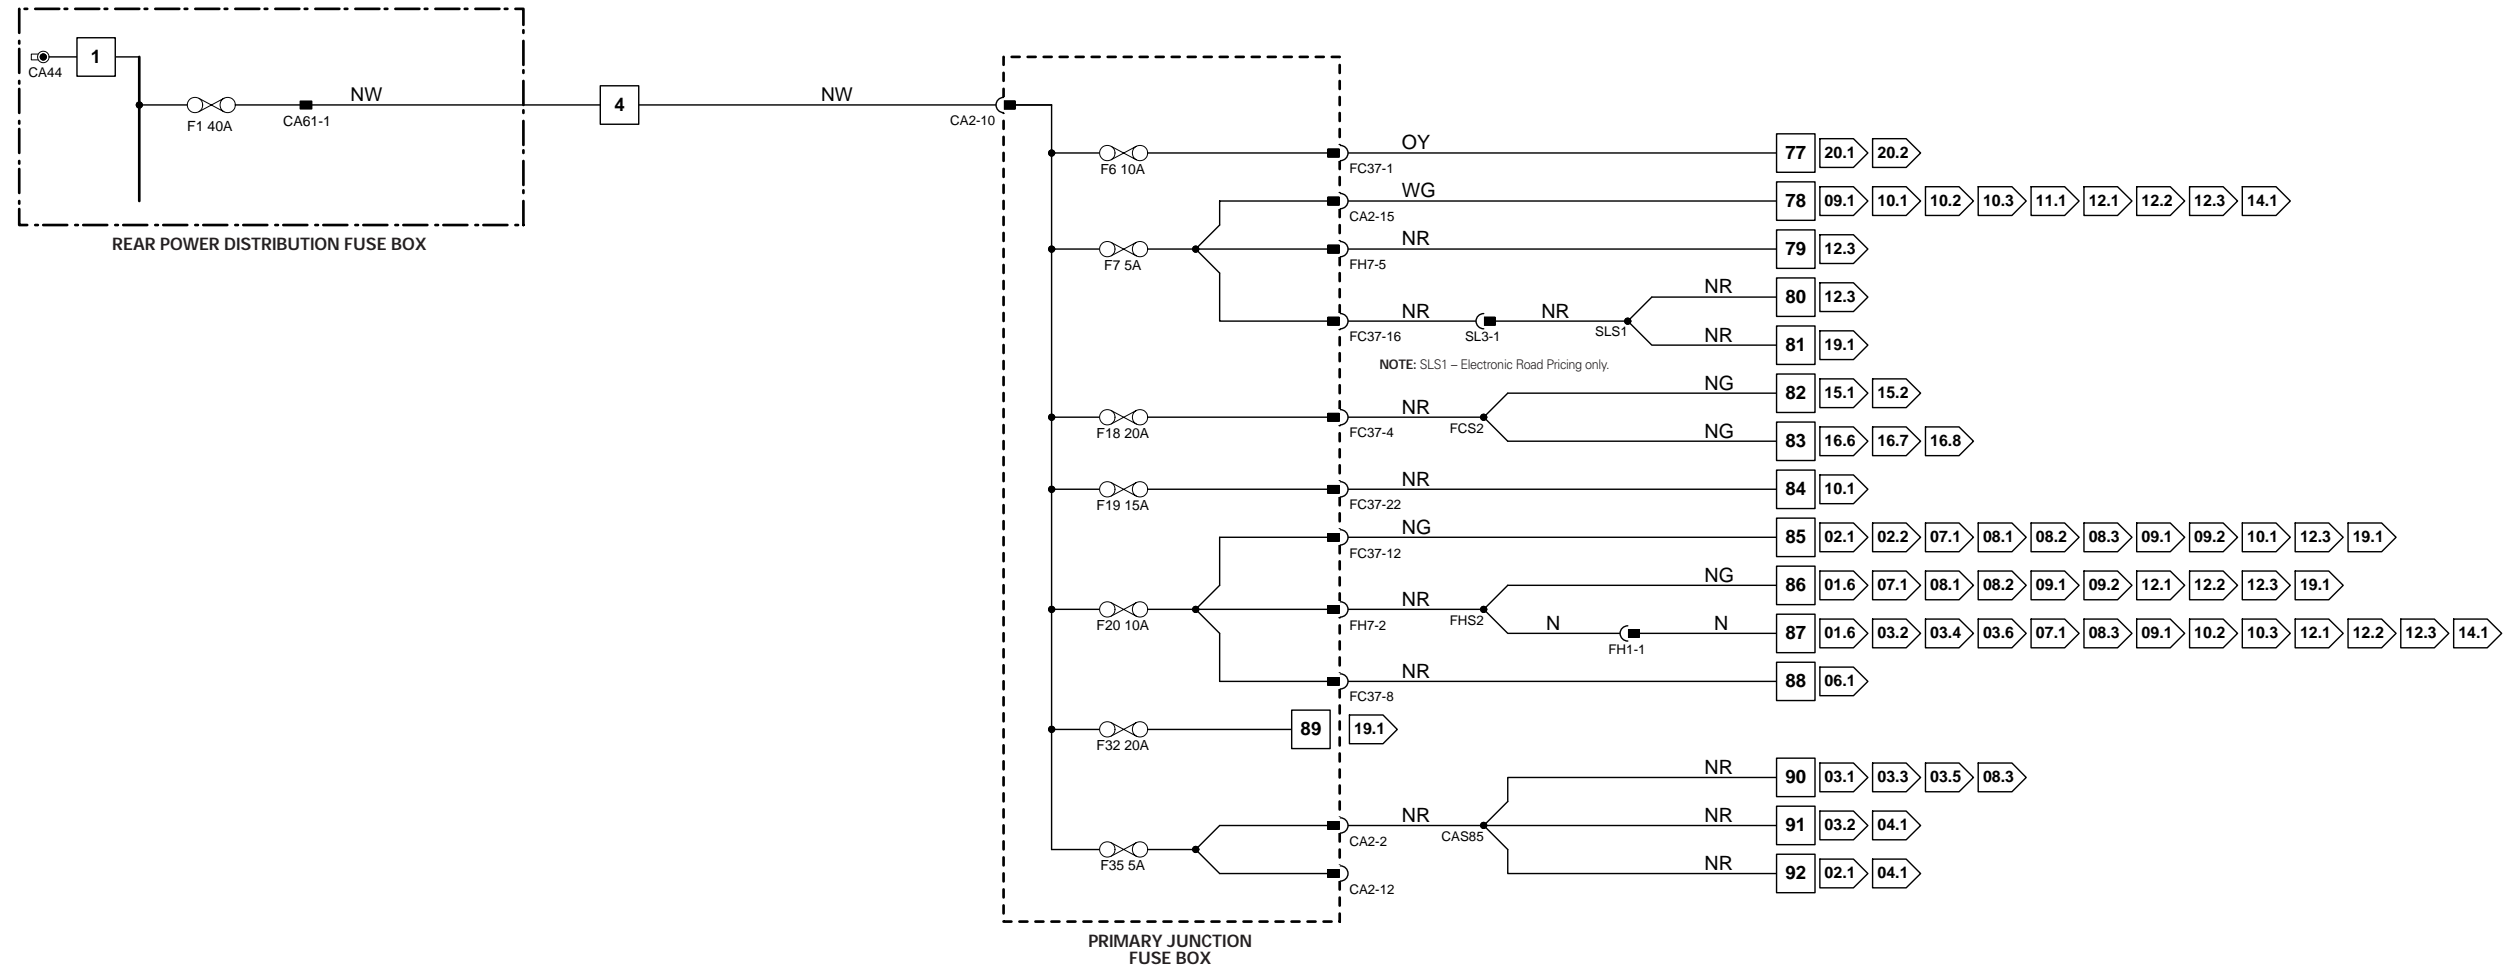 1
CA44
F1 40A
CA61-1
NW
4
NW
CA2-10
REAR POWER DISTRIBUTION FUSE BOX
F6 10A
FC37-1
OY
77 20.1 20.2
CA2-15
WG
78 09.1 10.1 10.2 10.3 11.1 12.1 12.2 12.3 14.1
F7 5A
FH7-5
NR
79 12.3
NR
80 12.3
FC37-16
NR
SL3-1
NR
SLS1
NR
81 19.1
NOTE: SLS1 – Electronic Road Pricing only.
NG
82 15.1 15.2
F18 20A
FC37-4
NR
FCS2
NG
83 16.6 16.7 16.8
F19 15A
FC37-22
NR
84 10.1
FC37-12
NG
85 02.1 02.2 07.1 08.1 08.2 08.3 09.1 09.2 10.1 12.3 19.1
NG
86 01.6 07.1 08.1 08.2 09.1 09.2 12.1 12.2 12.3 19.1
F20 10A
FH7-2
NR
FHS2
N
FH1-1
N
87 01.6 03.2 03.4 03.6 07.1 08.3 09.1 10.2 10.3 12.1 12.2 12.3 14.1
FC37-8
NR
88 06.1
F32 20A
89 19.1
NR
90 03.1 03.3 03.5 08.3
F35 5A
CA2-2
NR
CAS85
NR
91 03.2 04.1
CA2-12
NR
92 02.1 04.1
PRIMARY JUNCTION
FUSE BOX